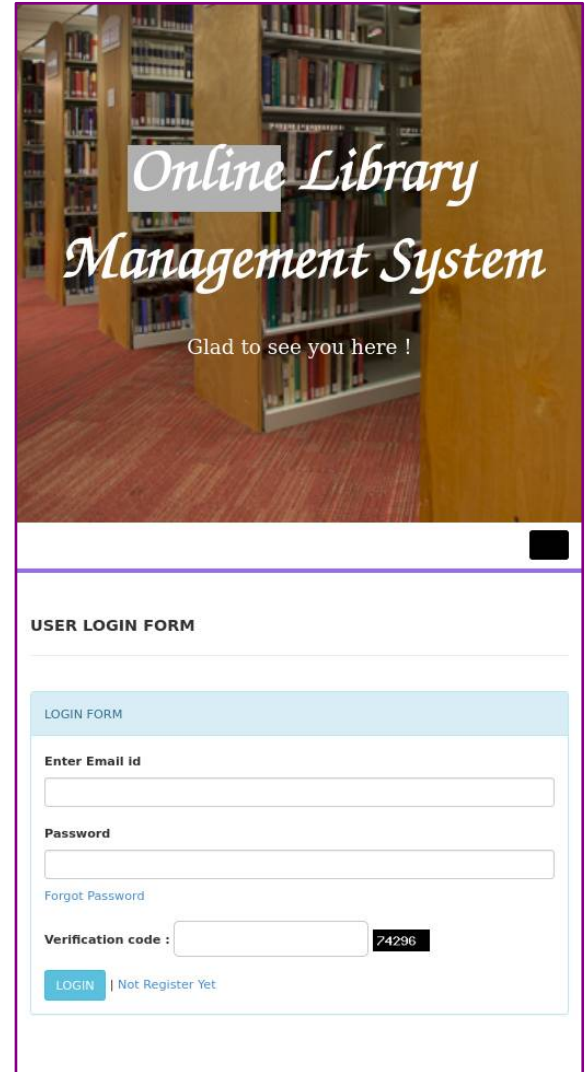 Online Library
Management System
Glad to see you here !
USER LOGIN FORM
LOGIN FORM
Enter Email id
Password
Forgot Password
Verification code : 74296
LOGIN | Not Register Yet